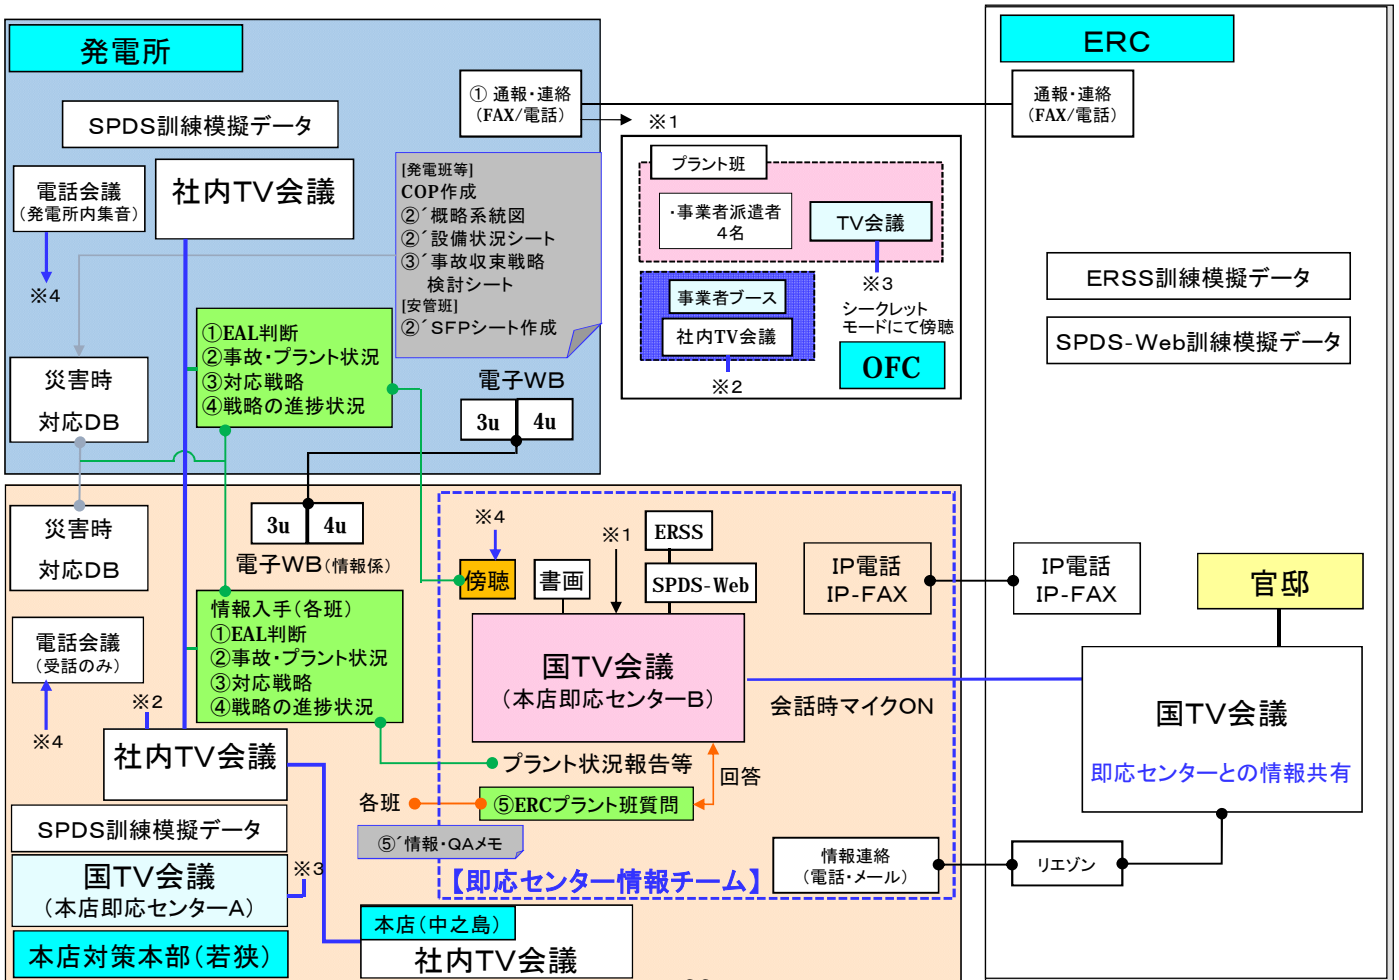 発電所
SPDS訓練模擬データ
電話会議
(発電所内集音)
※4
社内TV会議
① 通報・連絡
(FAX/電話)
※1
[発電班等]
COP作成
②´概略系統図
②´設備状況シート
③´事故収束戦略
検討シート
[安管班]
②´SFPシート作成
①EAL判断
②事故・プラント状況
③対応戦略
④戦略の進捗状況
災害時
対応DB
電子WB
3u
4u
プラント班
・事業者派遣者
4名
TV会議
※3
シークレット
モードにて傍聴
事業者ブース
社内TV会議
※2
OFC
ERC
通報・連絡
(FAX/電話)
ERSS訓練模擬データ
SPDS-Web訓練模擬データ
災害時
対応DB
3u
4u
電子WB(情報係)
電話会議
(受話のみ)
※4
情報入手(各班)
①EAL判断
②事故・プラント状況
③対応戦略
④戦略の進捗状況
※2
社内TV会議
SPDS訓練模擬データ
国TV会議
(本店即応センターA)
※3
本店対策本部(若狭)
本店(中之島)
社内TV会議
※4
傍聴
書画
※1
ERSS
SPDS-Web
国TV会議
(本店即応センターB)
会話時マイクON
プラント状況報告等
回答
各班
⑤ERCプラント班質問
⑤´情報・QAメモ
【即応センター情報チーム】
IP電話
IP-FAX
情報連絡
(電話・メール)
IP電話
IP-FAX
官邸
国TV会議
即応センターとの情報共有
リエゾン